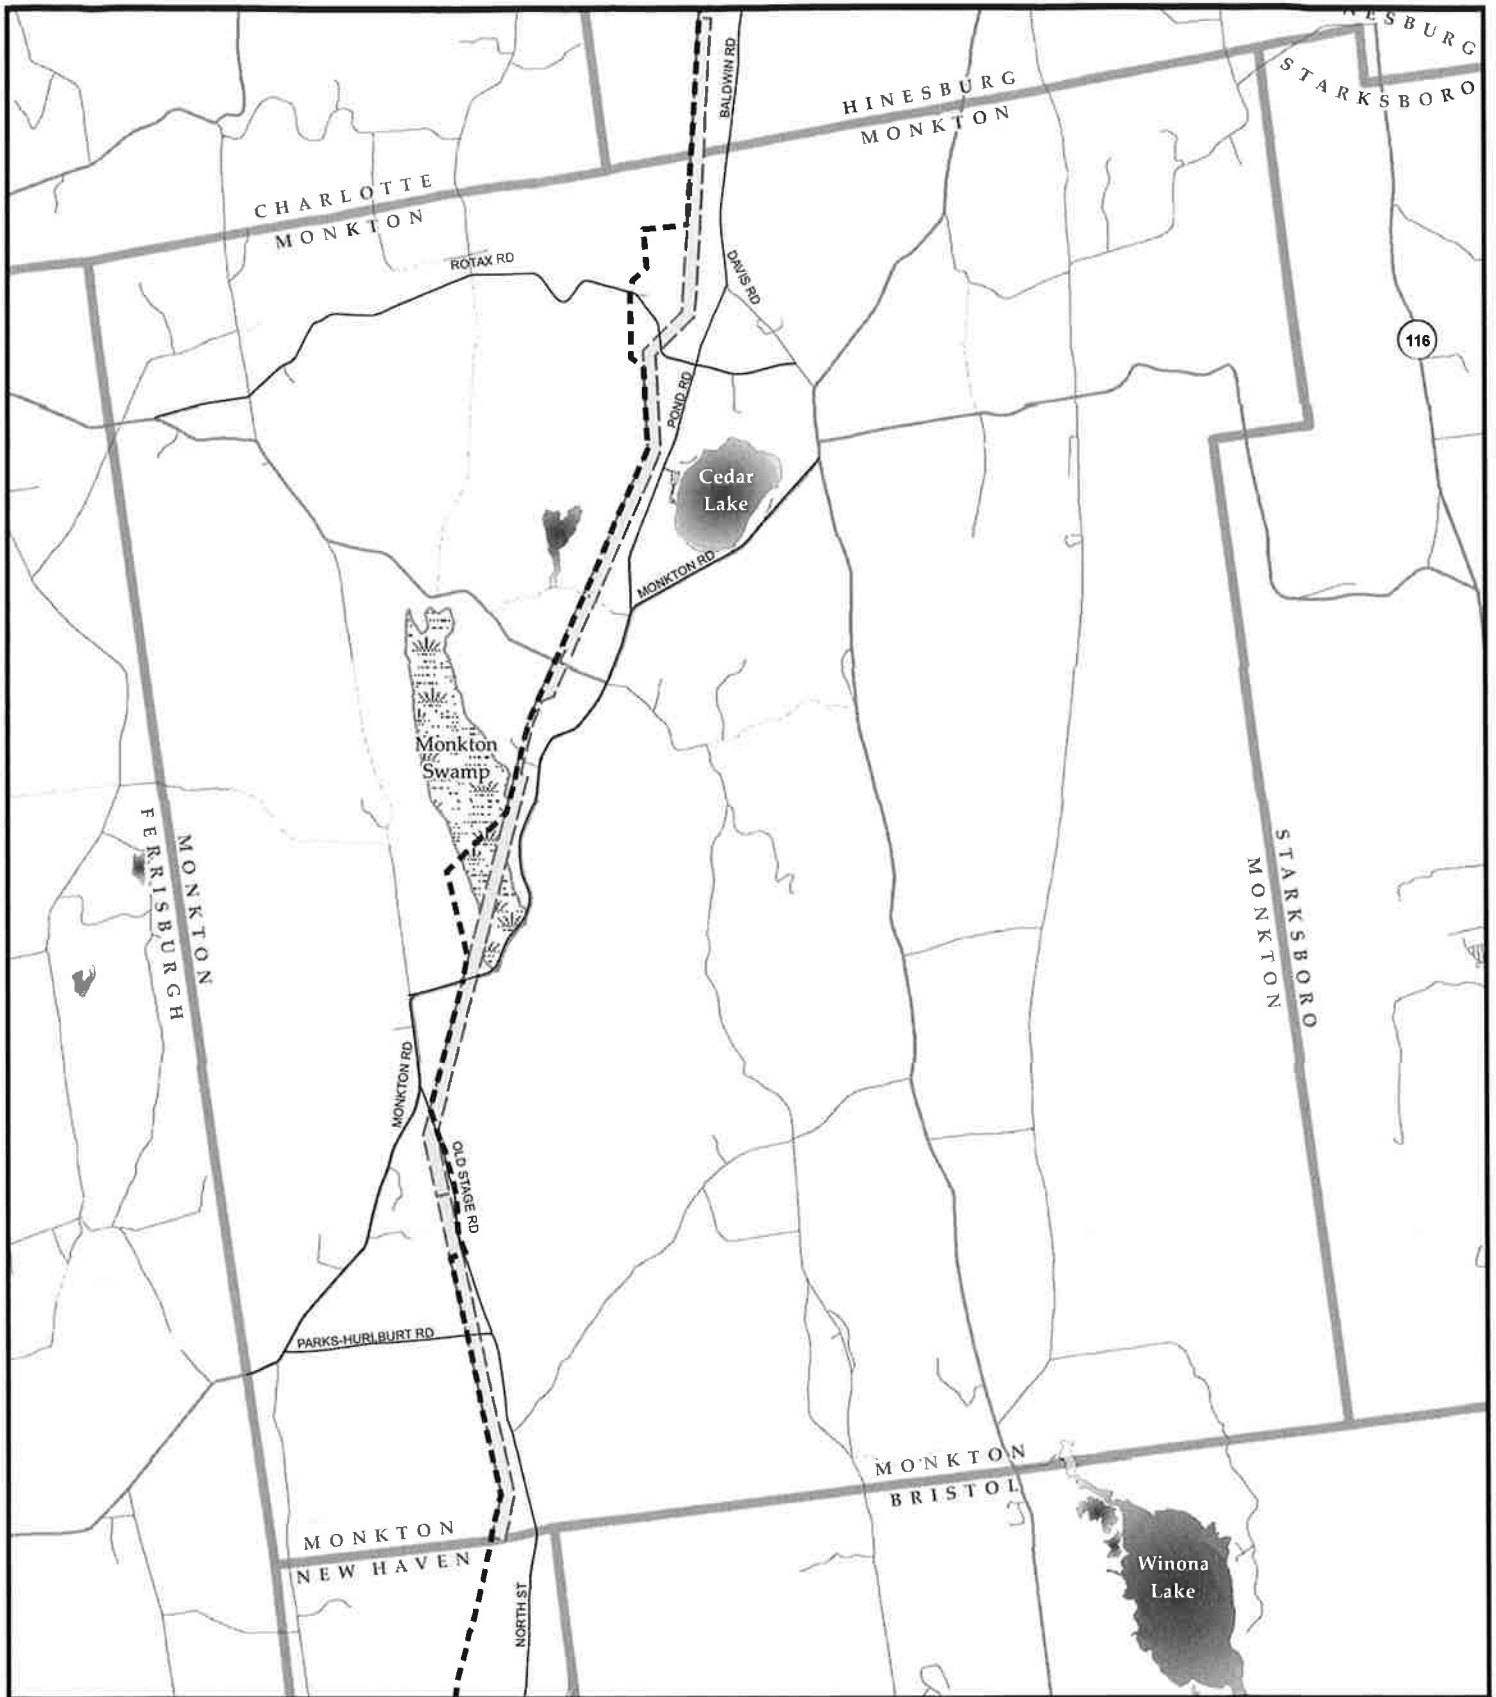 NESBURG
STARKSBORO
BALDWIN RD
HINESBURG
MONKTON
CHARLOTTE
MONKTON
ROTAX RD
DAVIS RD
116
POND RD
Cedar
Lake
MONKTON RD
Monkton
Swamp
MONKTON
FERRISBURGH
STARKSBORO
MONKTON
MONKTON RD
OLD STAGE RD
PARKS-HURLBURT RD
MONKTON
BRISTOL
MONKTON
NEW HAVEN
NORTH ST
Winona
Lake